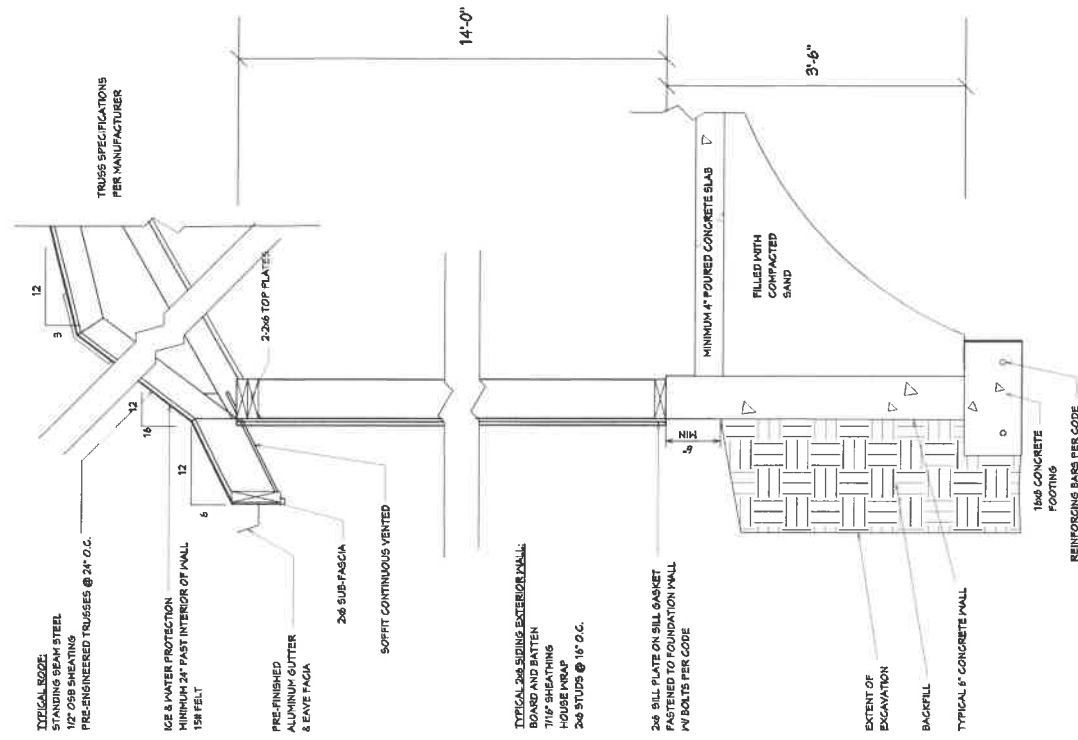 TYPICAL ROOF:
STANDING SEAM STEEL
1/2" OSB SHEATING
PRE-ENGINEERED TRUSSES @ 24" O.C.
ICE & WATER PROTECTION
MINIMUM 24" PAST INTERIOR OF WALL
15# FELT
PRE-FINISHED
ALUMINUM GUTTER
& EAVE FACIA
2x6 SUB-FASCIA
SOFFIT CONTINUOUS VENTED
TYPICAL 2x6 SIDING EXTERIOR WALL:
BOARD AND BATTEN
7/16" SHEATHING
HOUSE WRAP
2x6 STUDS @ 16" O.C.
2x6 SILL PLATE ON SILL GASKET
FASTENED TO FOUNDATION WALL
W/ BOLTS PER CODE
EXTENT OF
EXCAVATION
BACKFILL
TYPICAL 6" CONCRETE WALL
TRUSS SPECIFICATIONS
PER MANUFACTURER
12
3
12
16
12
6
2-2x6 TOP PLATES
14'-0"
3'-6"
MINIMUM 4" POURED CONCRETE SLAB
FILLED WITH
COMPACTED
SAND
6"
MIN
CONCRETE
FOOTING
REINFORCING BARS PER CODE